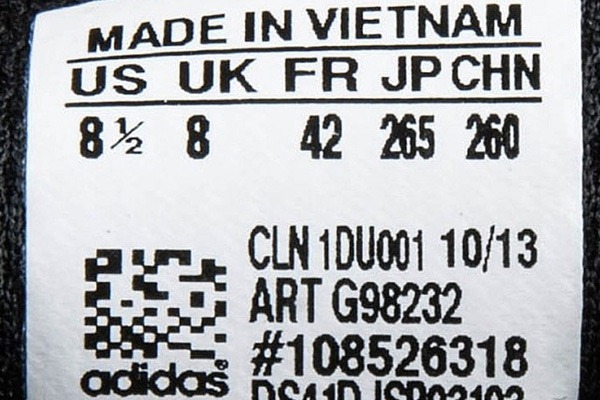 MADE IN VIETNAM
US UK FR JP CHN
8½ 8 42 265 260
CLN 1DU001 10/13
ART G98232
#108526318
adidas®